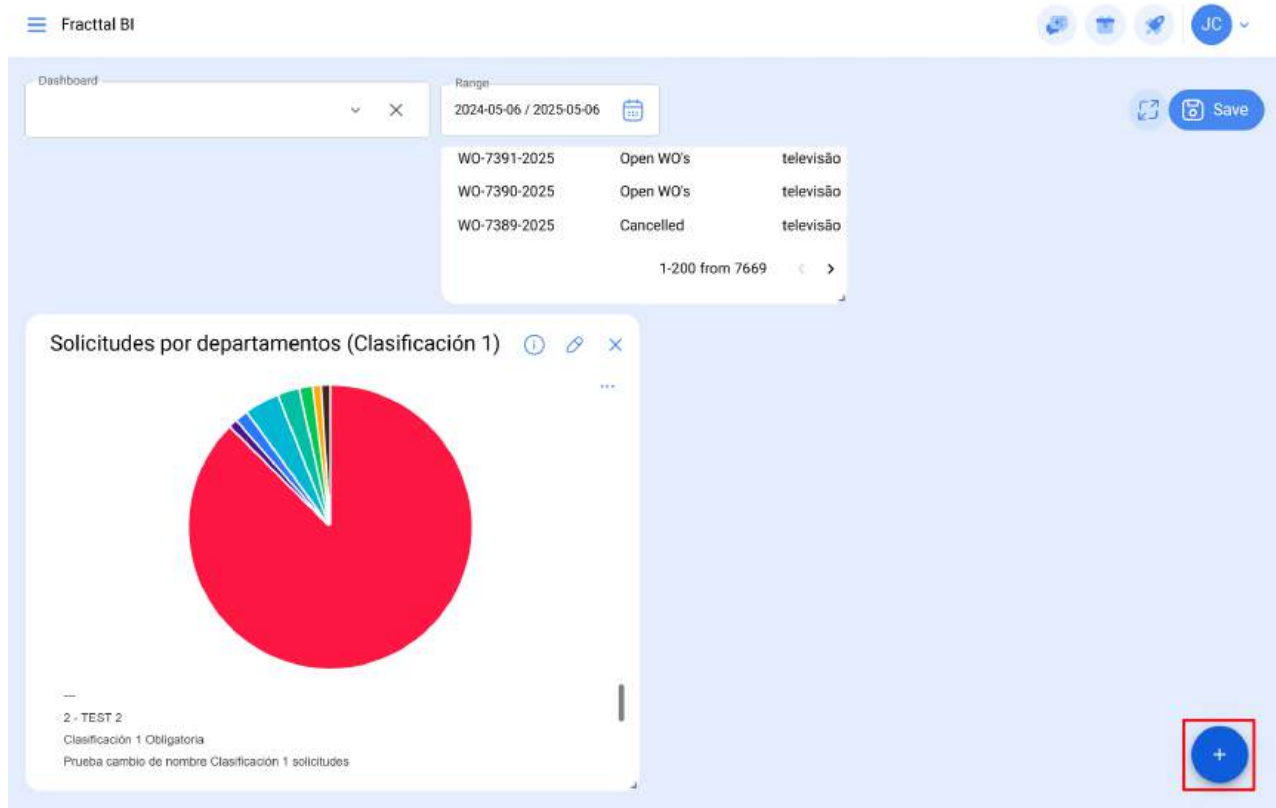 Fracttal BI
JC
Dashboard
Range
2024-05-06 / 2025-05-06
Save
WO-7391-2025 Open WO's televisão
WO-7390-2025 Open WO's televisão
WO-7389-2025 Cancelled televisão
1-200 from 7669
Solicitudes por departamentos (Clasificación 1)
---
2 - TEST 2
Clasificación 1 Obligatoria
Prueba cambio de nombre Clasificación 1 solicitudes